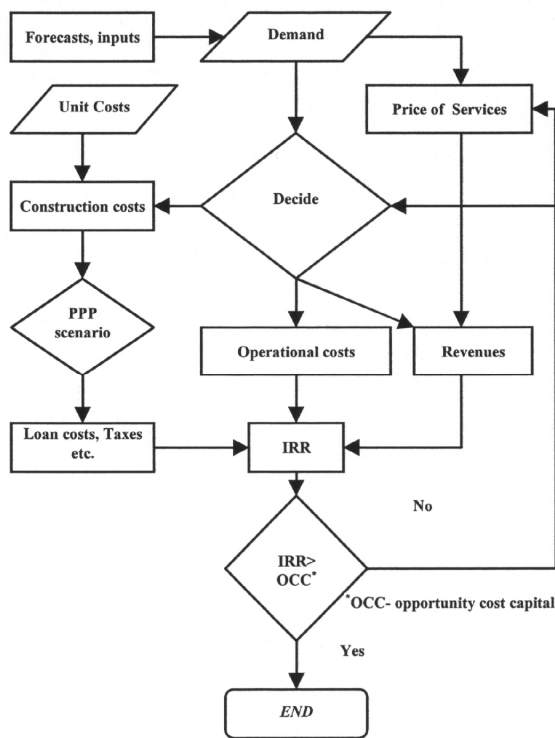 Forecasts, inputs
Demand
Unit Costs
Price of Services
Construction costs
Decide
PPP
scenario
Operational costs
Revenues
Loan costs, Taxes
etc.
IRR
No
IRR>
OCC*
*OCC- opportunity cost capital
Yes
END